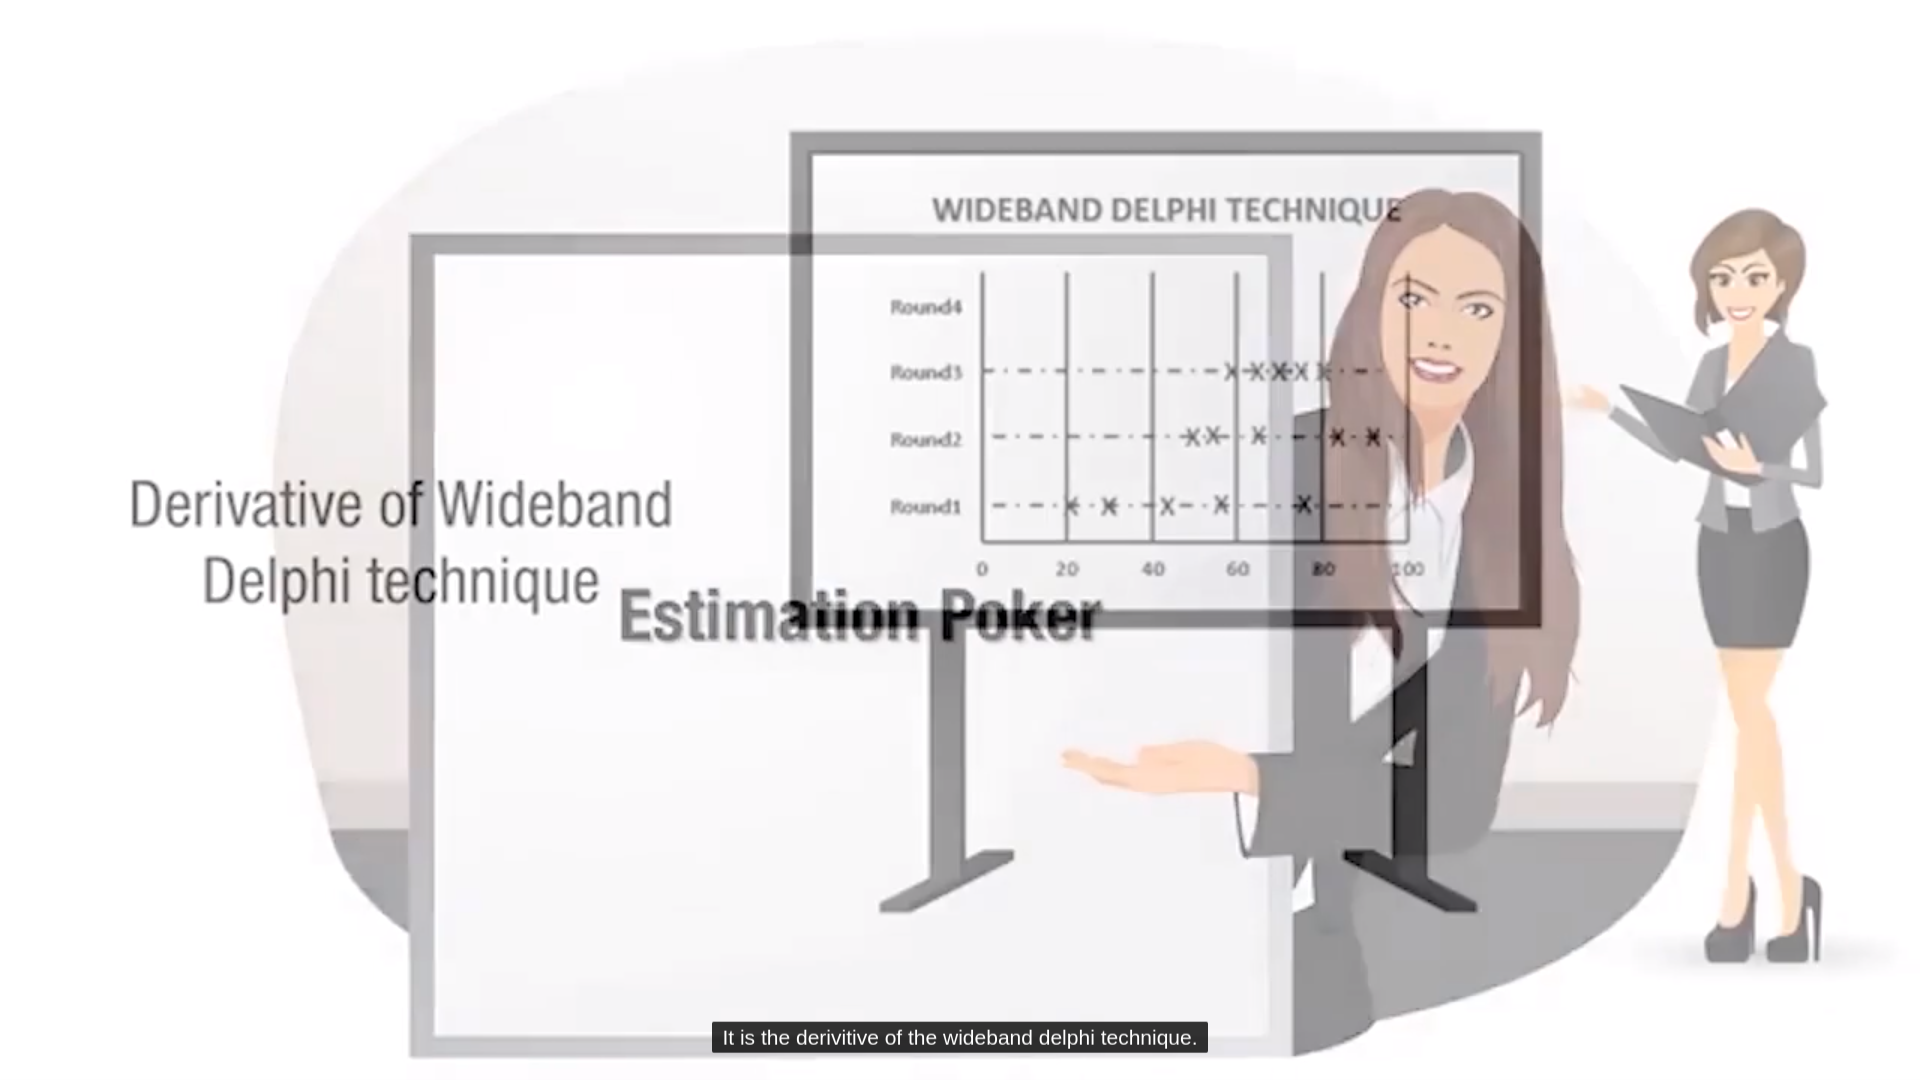 WIDEBAND DELPHI TECHNIQUE
Round4
Round3
Round2
Round1
0 20 40 60 80 100
Derivative of Wideband
Delphi technique
Estimation Poker
It is the derivitive of the wideband delphi technique.